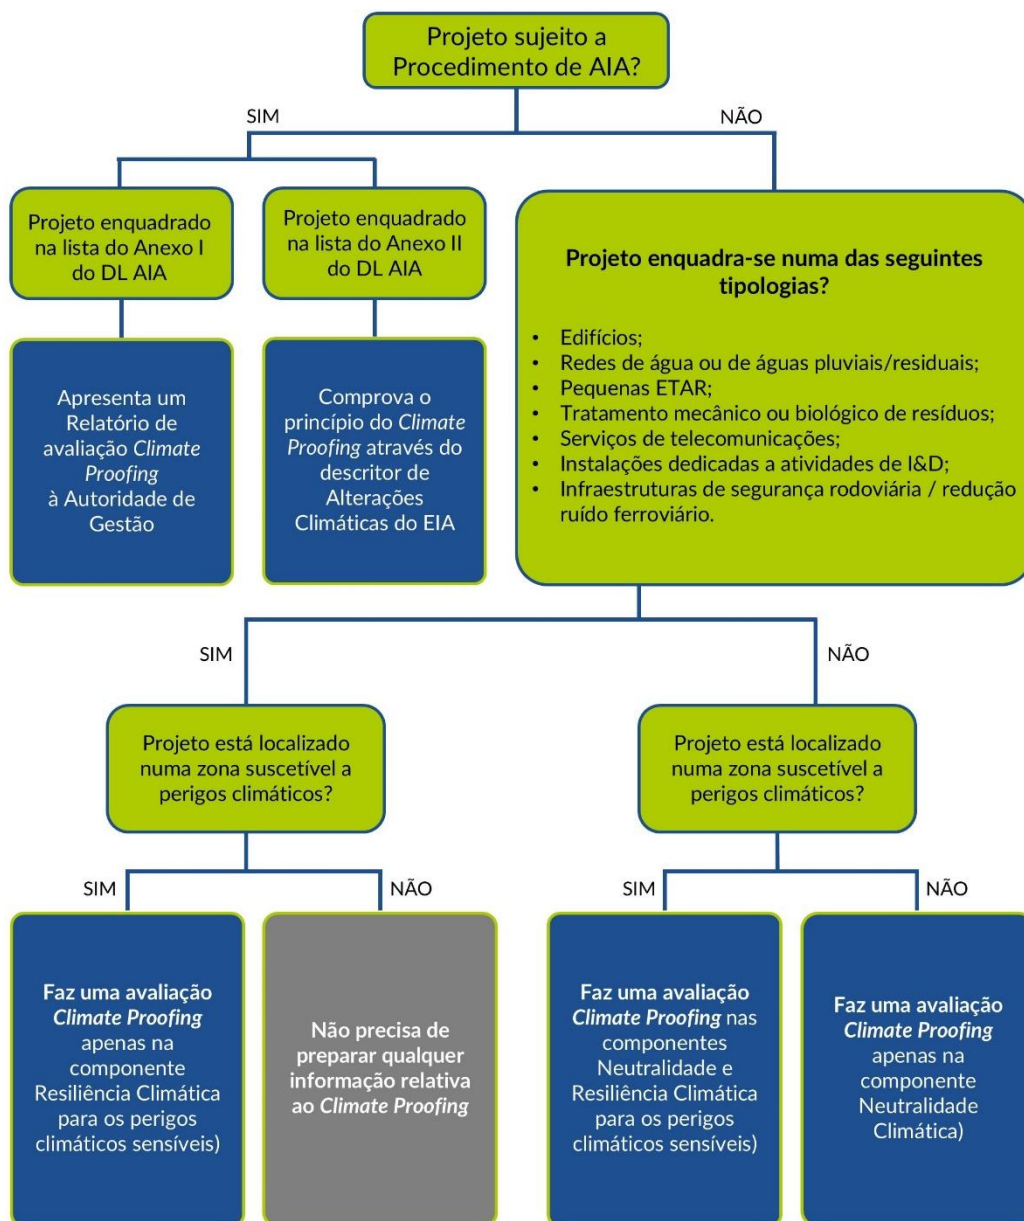 Projeto sujeito a
Procedimento de AIA?
SIM
NÃO
Projeto enquadrado
na lista do Anexo I
do DL AIA
Projeto enquadrado
na lista do Anexo II
do DL AIA
Apresenta um
Relatório de
avaliação Climate
Proofing
à Autoridade de
Gestão
Comprova o
princípio do Climate
Proofing através do
descritor de
Alterações
Climáticas do EIA
Projeto enquadra-se numa das seguintes
tipologias?
• Edifícios;
• Redes de água ou de águas pluviais/residuais;
• Pequenas ETAR;
• Tratamento mecânico ou biológico de resíduos;
• Serviços de telecomunicações;
• Instalações dedicadas a atividades de I&D;
• Infraestruturas de segurança rodoviária / redução
ruído ferroviário.
SIM
NÃO
Projeto está localizado
numa zona suscetível a
perigos climáticos?
Projeto está localizado
numa zona suscetível a
perigos climáticos?
SIM
NÃO
SIM
NÃO
Faz uma avaliação
Climate Proofing
apenas na
componente
Resiliência Climática
para os perigos
climáticos sensíveis)
Não precisa de
preparar qualquer
informação relativa
ao Climate Proofing
Faz uma avaliação
Climate Proofing nas
componentes
Neutralidade e
Resiliência Climática
para os perigos
climáticos sensíveis)
Faz uma avaliação
Climate Proofing
apenas na
componente
Neutralidade
Climática)